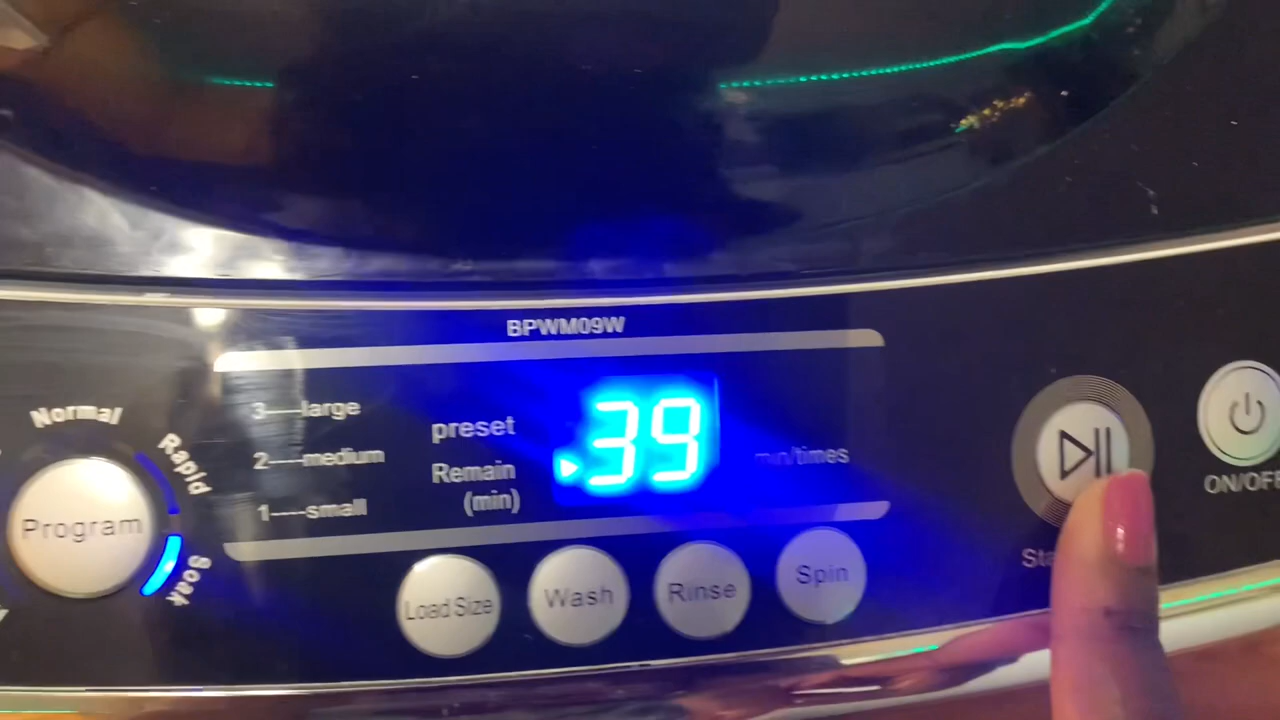 BPWM09W
3----large
2----medium
1----small
preset
Remain
(min)
39
min/times
Normal
Rapid
Soak
Program
Load Size
Wash
Rinse
Spin
ON/OFF